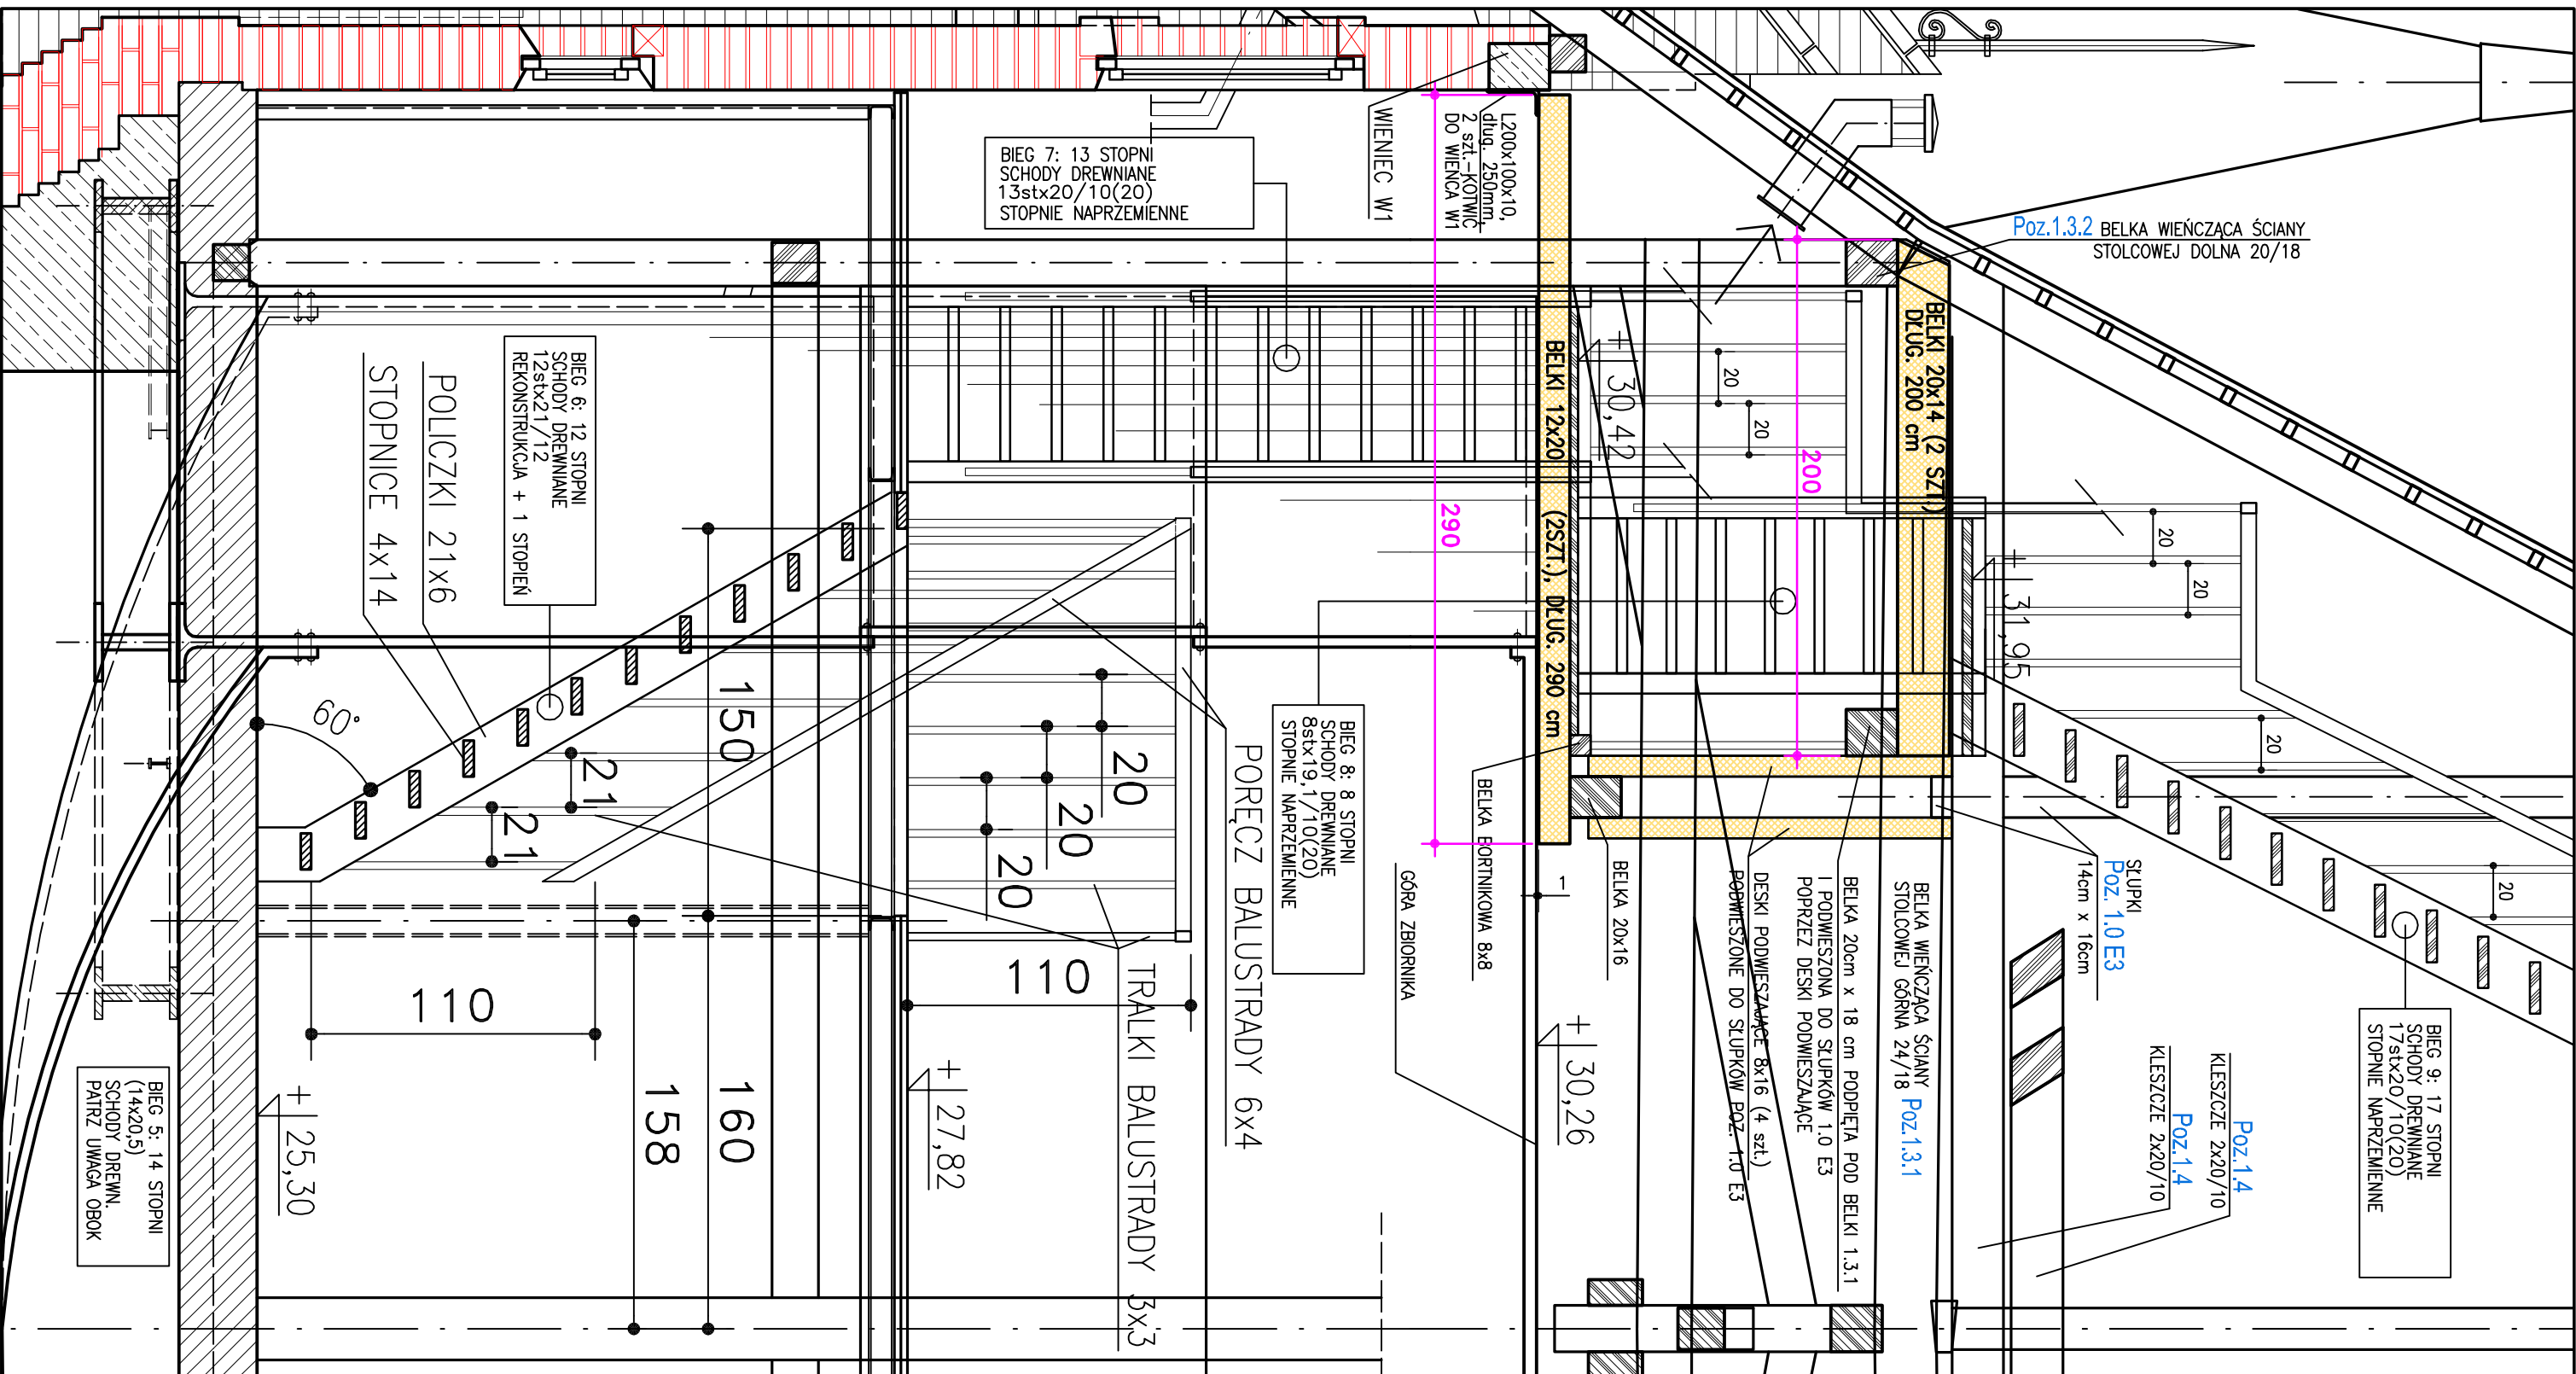 BIEG 7: 13 STOPNI
SCHODY DREWNIANE
13stx20/10(20)
STOPNIE NAPRZEMIENNE
WIENIEC W1
L200x100x10,
dług. 250mm,
2 szt.-KOTWIĆ
DO WIEŃCA W1
Poz.1.3.2 BELKA WIEŃCZĄCA ŚCIANY
STOLCOWEJ DOLNA 20/18
BELKI 20x14 (2 SZT.)
DŁUG. 200 cm
BELKI 12x20 (2SZT.), DŁUG. 290 cm
+ 30,42
20
20
200
290
+ 31,95
20
20
20
20
BIEG 6: 12 STOPNI
SCHODY DREWNIANE
12stx21/12
REKONSTRUKCJA + 1 STOPIEŃ
POLICZKI 21x6
STOPNICE 4x14
60°
150
21
21
20
20
20
110
110
160
158
PORĘCZ BALUSTRADY 6x4
TRALKI BALUSTRADY 3x3
BIEG 8: 8 STOPNI
SCHODY DREWNIANE
8stx19,1/10(20)
STOPNIE NAPRZEMIENNE
GÓRA ZBIORNIKA
BELKA BORTNIKOWA 8x8
1
BELKA 20x16
DESKI PODWIESZAJĄCE 8x16 (4 szt.)
PODWIESZONE DO SŁUPKÓW POZ. 1.0 E3
BELKA 20cm x 18 cm PODPIĘTA POD BELKI 1.3.1
I PODWIESZONA DO SŁUPKÓW 1.0 E3
POPRZEZ DESKI PODWIESZAJĄCE
BELKA WIEŃCZĄCA ŚCIANY
STOLCOWEJ GÓRNA 24/18 Poz.1.3.1
SŁUPKI
Poz. 1.0 E3
14cm x 16cm
Poz.1.4
KLESZCZE 2x20/10
Poz.1.4
KLESZCZE 2x20/10
BIEG 9: 17 STOPNI
SCHODY DREWNIANE
17stx20/10(20)
STOPNIE NAPRZEMIENNE
+ 30,26
+ 27,82
+ 25,30
BIEG 5: 14 STOPNI
(14x20,5)
SCHODY DREWN.
PATRZ UWAGA OBOK